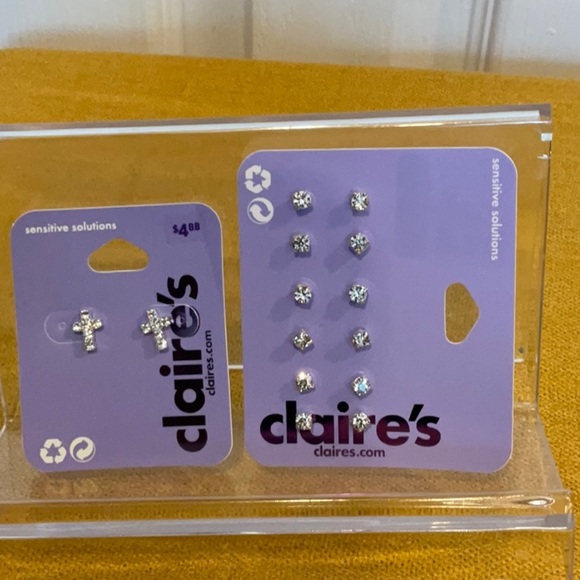 sensitive solutions
$4.88
claire's
claires.com
sensitive solutions
claire's
claires.com